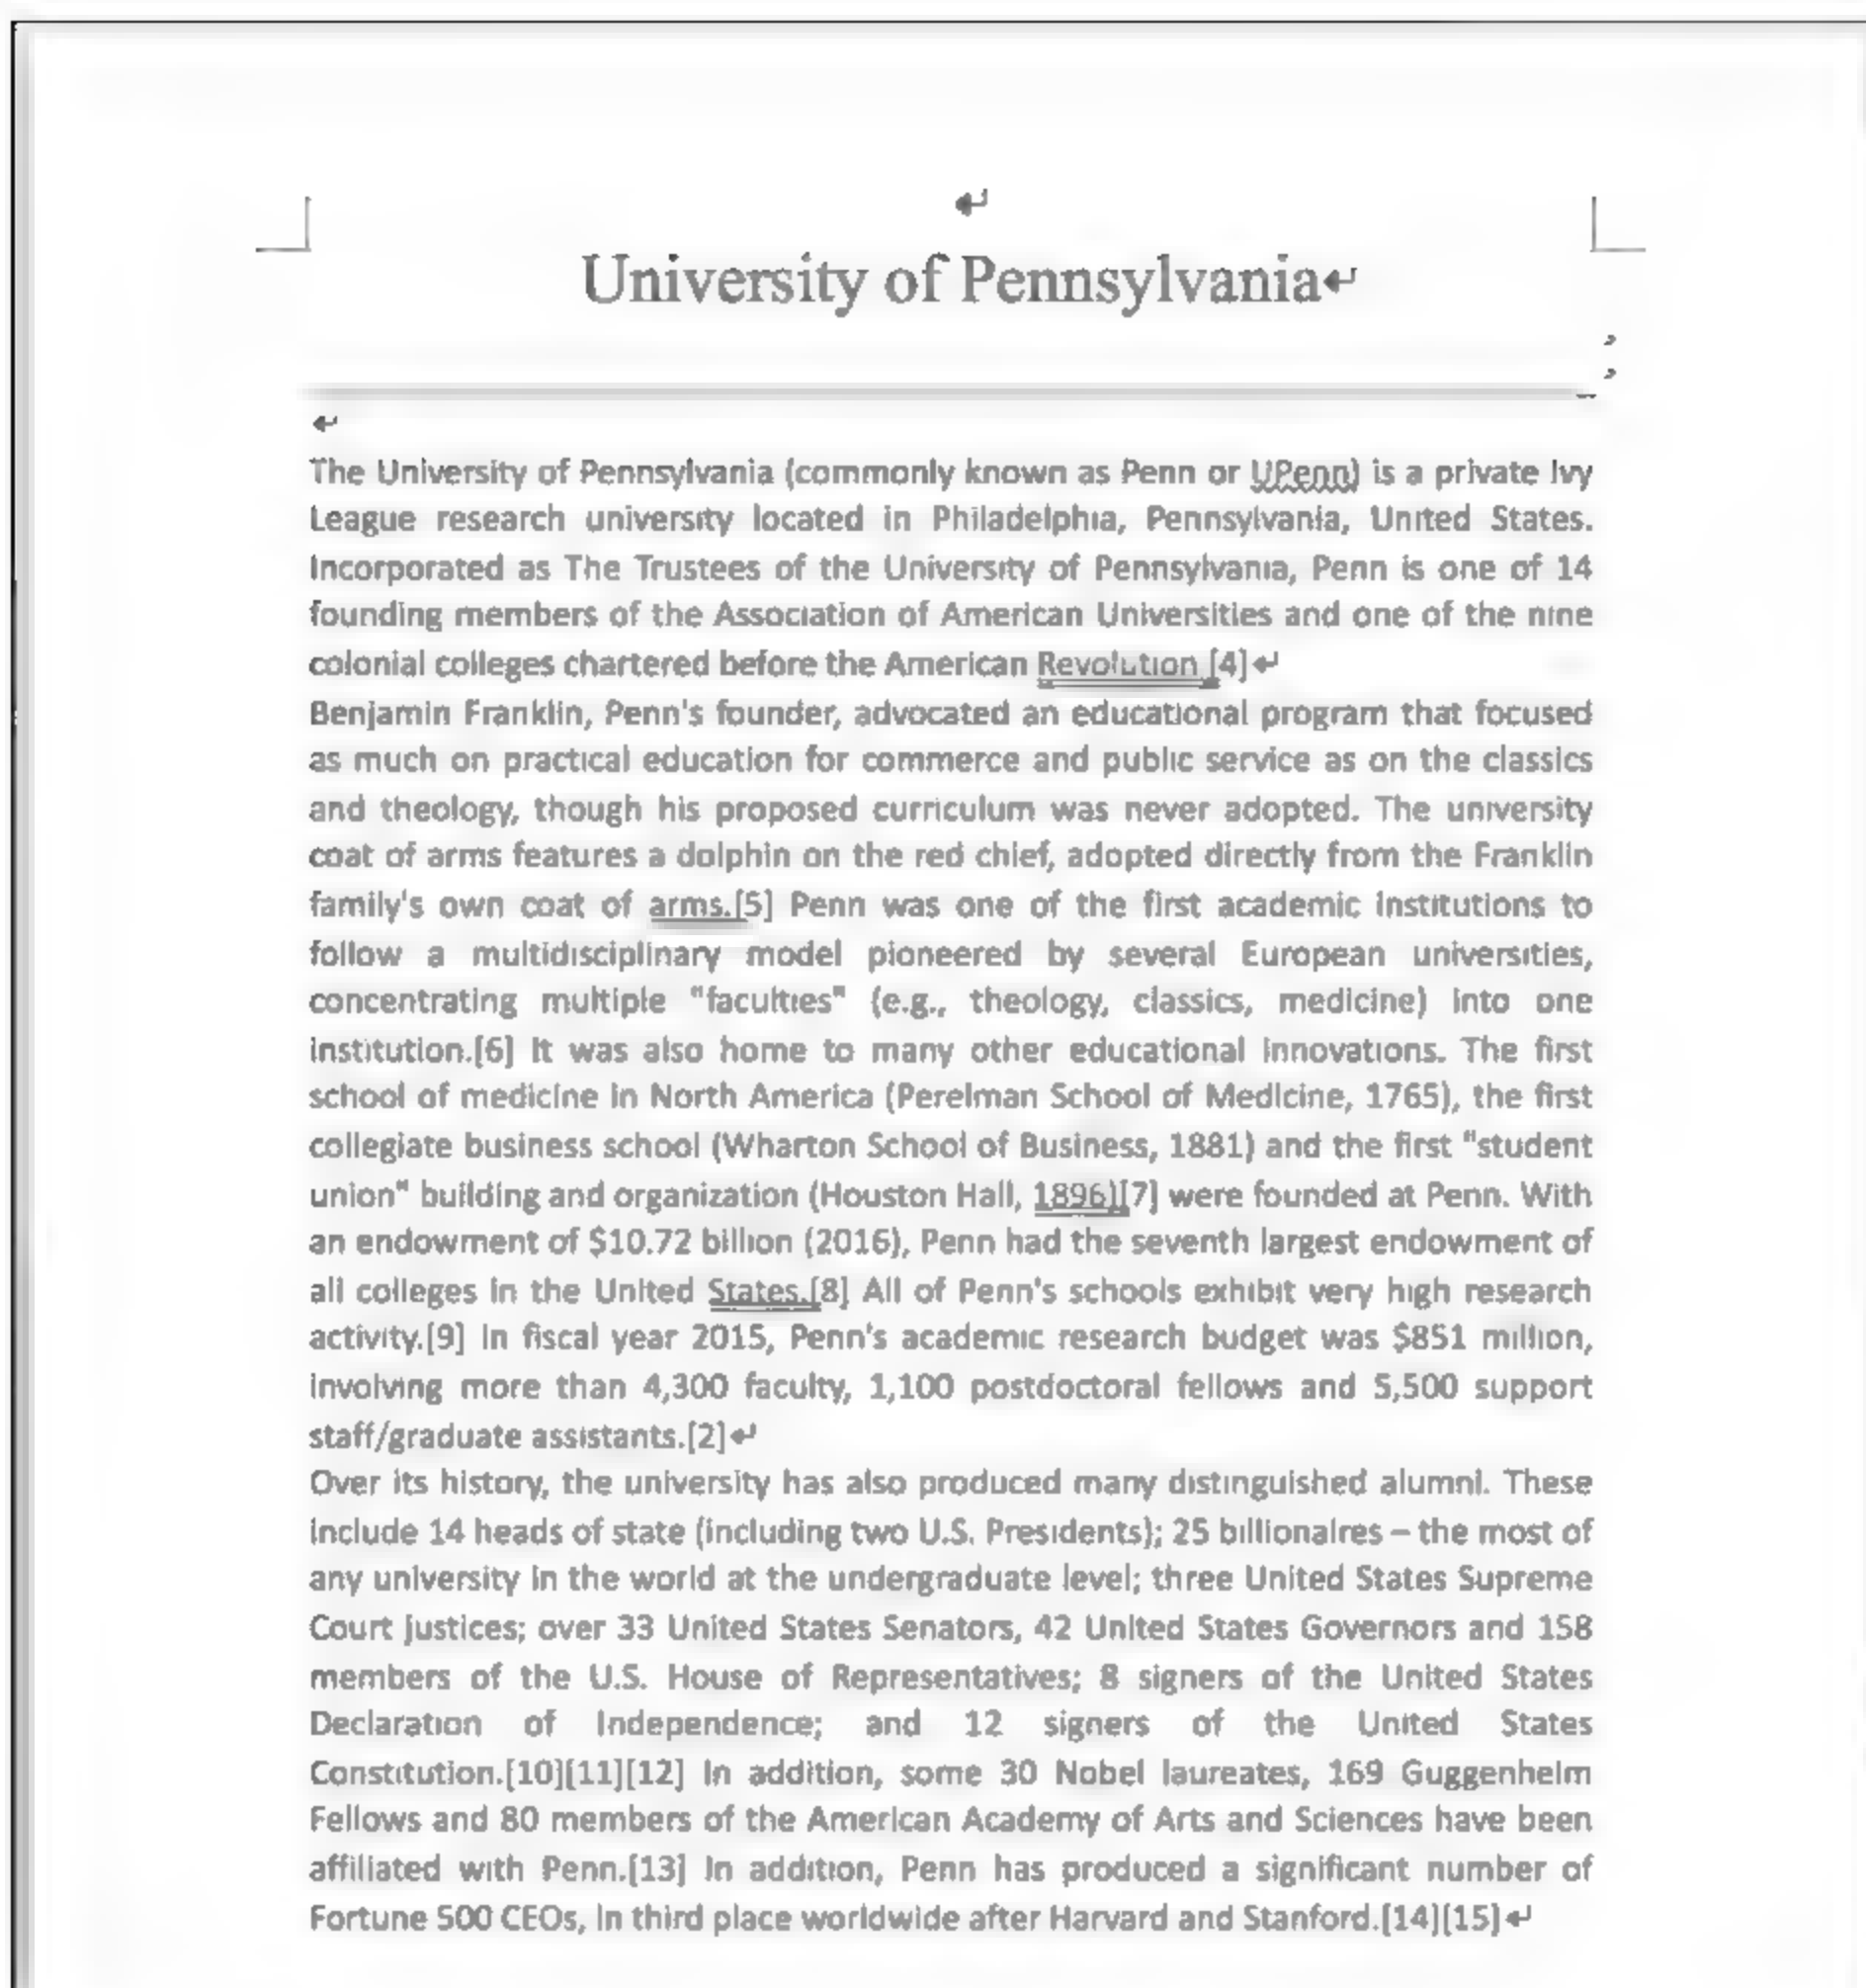 University of Pennsylvania
The University of Pennsylvania (commonly known as Penn or UPenn) is a private Ivy
League research university located in Philadelphia, Pennsylvania, United States.
Incorporated as The Trustees of the University of Pennsylvania, Penn is one of 14
founding members of the Association of American Universities and one of the nine
colonial colleges chartered before the American Revolution.[4]
Benjamin Franklin, Penn's founder, advocated an educational program that focused
as much on practical education for commerce and public service as on the classics
and theology, though his proposed curriculum was never adopted. The university
coat of arms features a dolphin on the red chief, adopted directly from the Franklin
family's own coat of arms.[5] Penn was one of the first academic institutions to
follow a multidisciplinary model pioneered by several European universities,
concentrating multiple "faculties" (e.g., theology, classics, medicine) into one
institution.[6] It was also home to many other educational innovations. The first
school of medicine in North America (Perelman School of Medicine, 1765), the first
collegiate business school (Wharton School of Business, 1881) and the first "student
union" building and organization (Houston Hall, 1896)[7] were founded at Penn. With
an endowment of $10.72 billion (2016), Penn had the seventh largest endowment of
all colleges in the United States.[8] All of Penn's schools exhibit very high research
activity.[9] In fiscal year 2015, Penn's academic research budget was $851 million,
involving more than 4,300 faculty, 1,100 postdoctoral fellows and 5,500 support
staff/graduate assistants.[2]
Over its history, the university has also produced many distinguished alumni. These
include 14 heads of state (including two U.S. Presidents); 25 billionaires – the most of
any university in the world at the undergraduate level; three United States Supreme
Court justices; over 33 United States Senators, 42 United States Governors and 158
members of the U.S. House of Representatives; 8 signers of the United States
Declaration of Independence; and 12 signers of the United States
Constitution.[10][11][12] In addition, some 30 Nobel laureates, 169 Guggenheim
Fellows and 80 members of the American Academy of Arts and Sciences have been
affiliated with Penn.[13] In addition, Penn has produced a significant number of
Fortune 500 CEOs, in third place worldwide after Harvard and Stanford.[14][15]